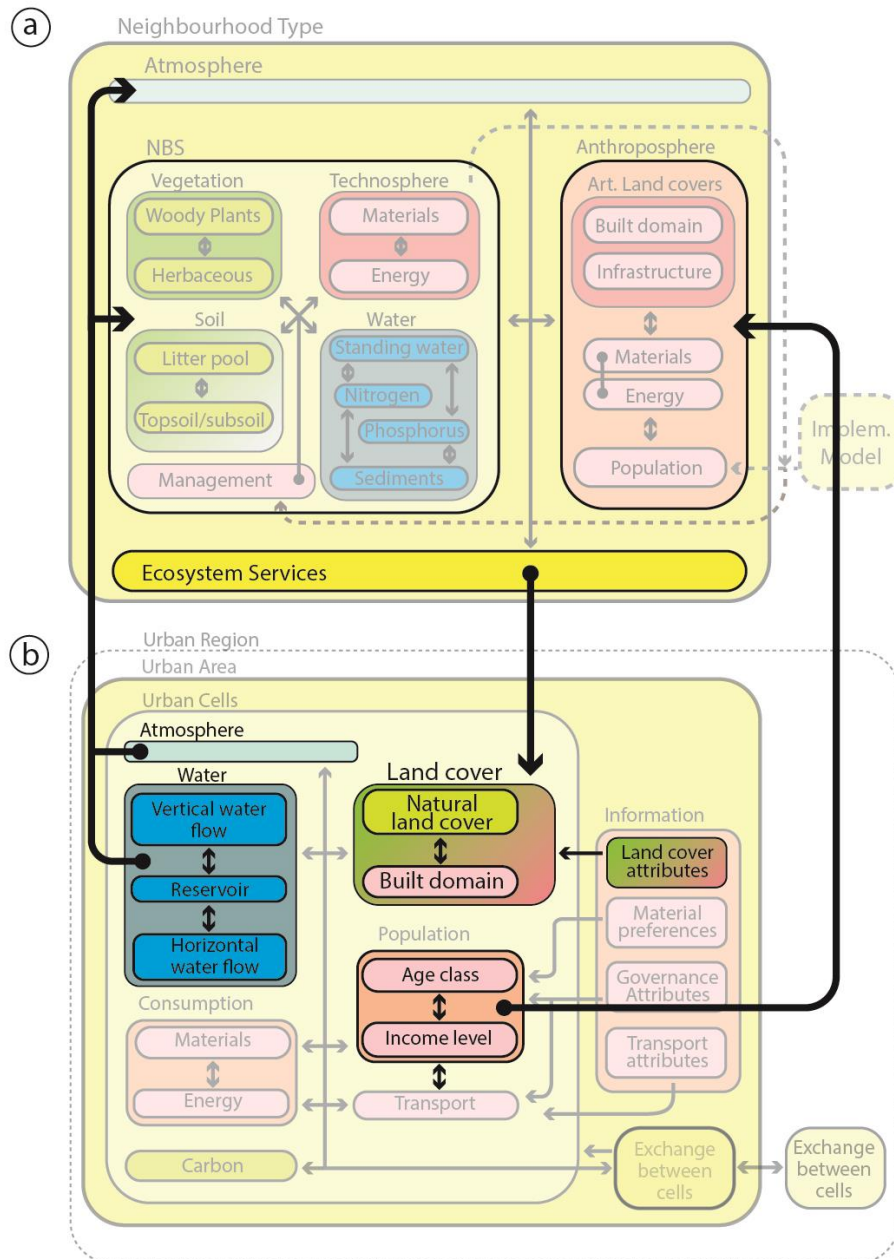 a
Neighbourhood Type
Atmosphere
NBS
Anthroposphere
Vegetation
Technosphere
Art. Land covers
Woody Plants
Materials
Built domain
Herbaceous
Energy
Infrastructure
Soil
Water
Litter pool
Standing water
Materials
Nitrogen
Energy
Topsoil/subsoil
Phosphorus
Implem.
Model
Management
Sediments
Population
Ecosystem Services
b
Urban Region
Urban Area
Urban Cells
Atmosphere
Water
Land cover
Vertical water
flow
Natural
land cover
Information
Land cover
attributes
Reservoir
Built domain
Material
preferences
Horizontal
water flow
Population
Age class
Governance
Attributes
Consumption
Materials
Income level
Transport
attributes
Energy
Transport
Carbon
Exchange
between
cells
Exchange
between
cells